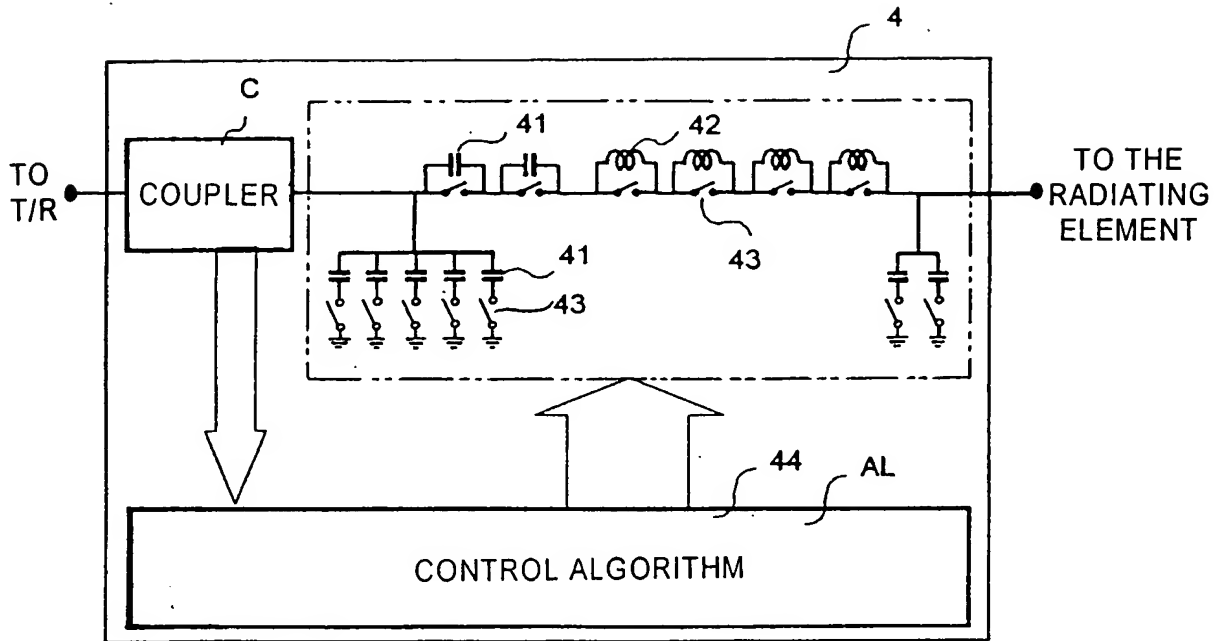 4
C
41
42
TO
T/R
COUPLER
TO THE
RADIATING
ELEMENT
43
41
43
44
AL
CONTROL ALGORITHM